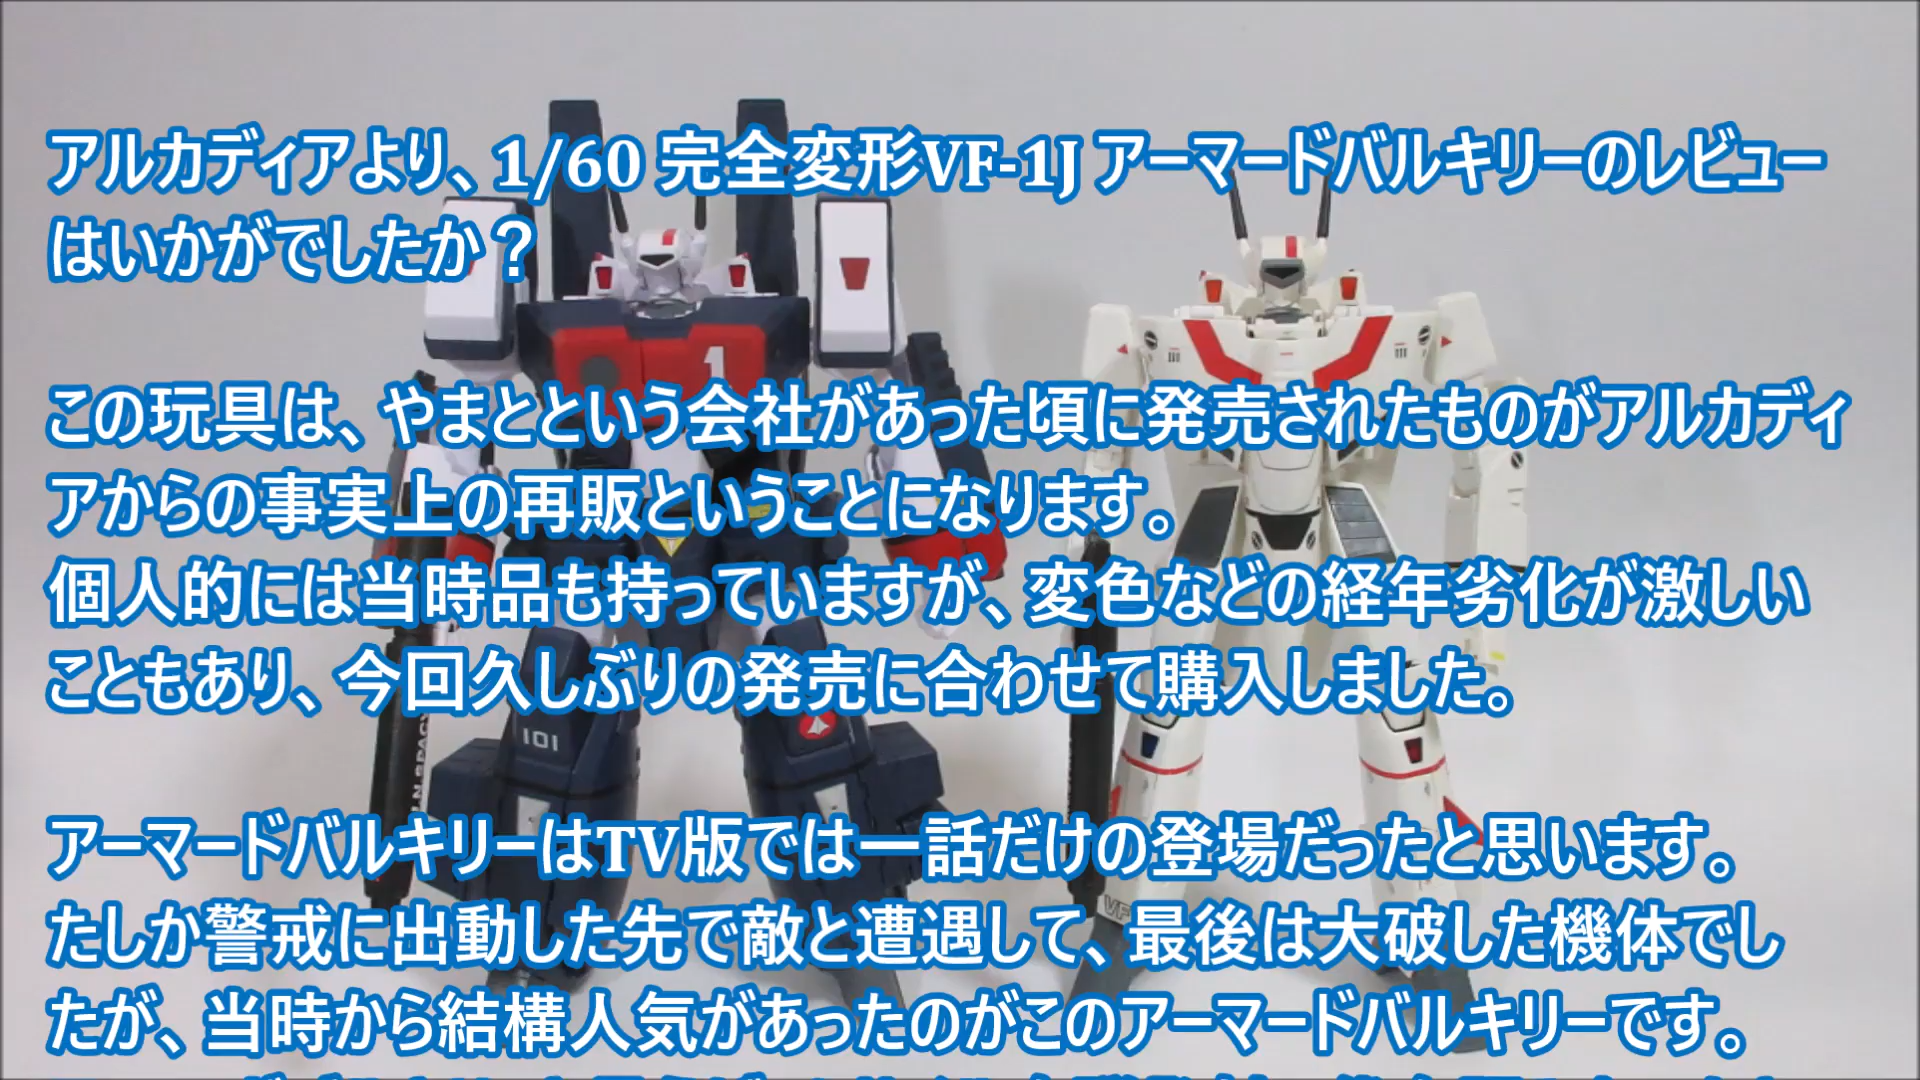 アルカディアより、1/60 完全変形VF-1J アーマードバルキリーのレビュー
はいかがでしたか？
この玩具は、やまとという会社があった頃に発売されたものがアルカディ
アからの事実上の再販ということになります。
個人的には当時品も持っていますが、変色などの経年劣化が激しい
こともあり、今回久しぶりの発売に合わせて購入しました。
アーマードバルキリーはTV版では一話だけの登場だったと思います。
たしか警戒に出動した先で敵と遭遇して、最後は大破した機体でし
たが、当時から結構人気があったのがこのアーマードバルキリーです。
1
101